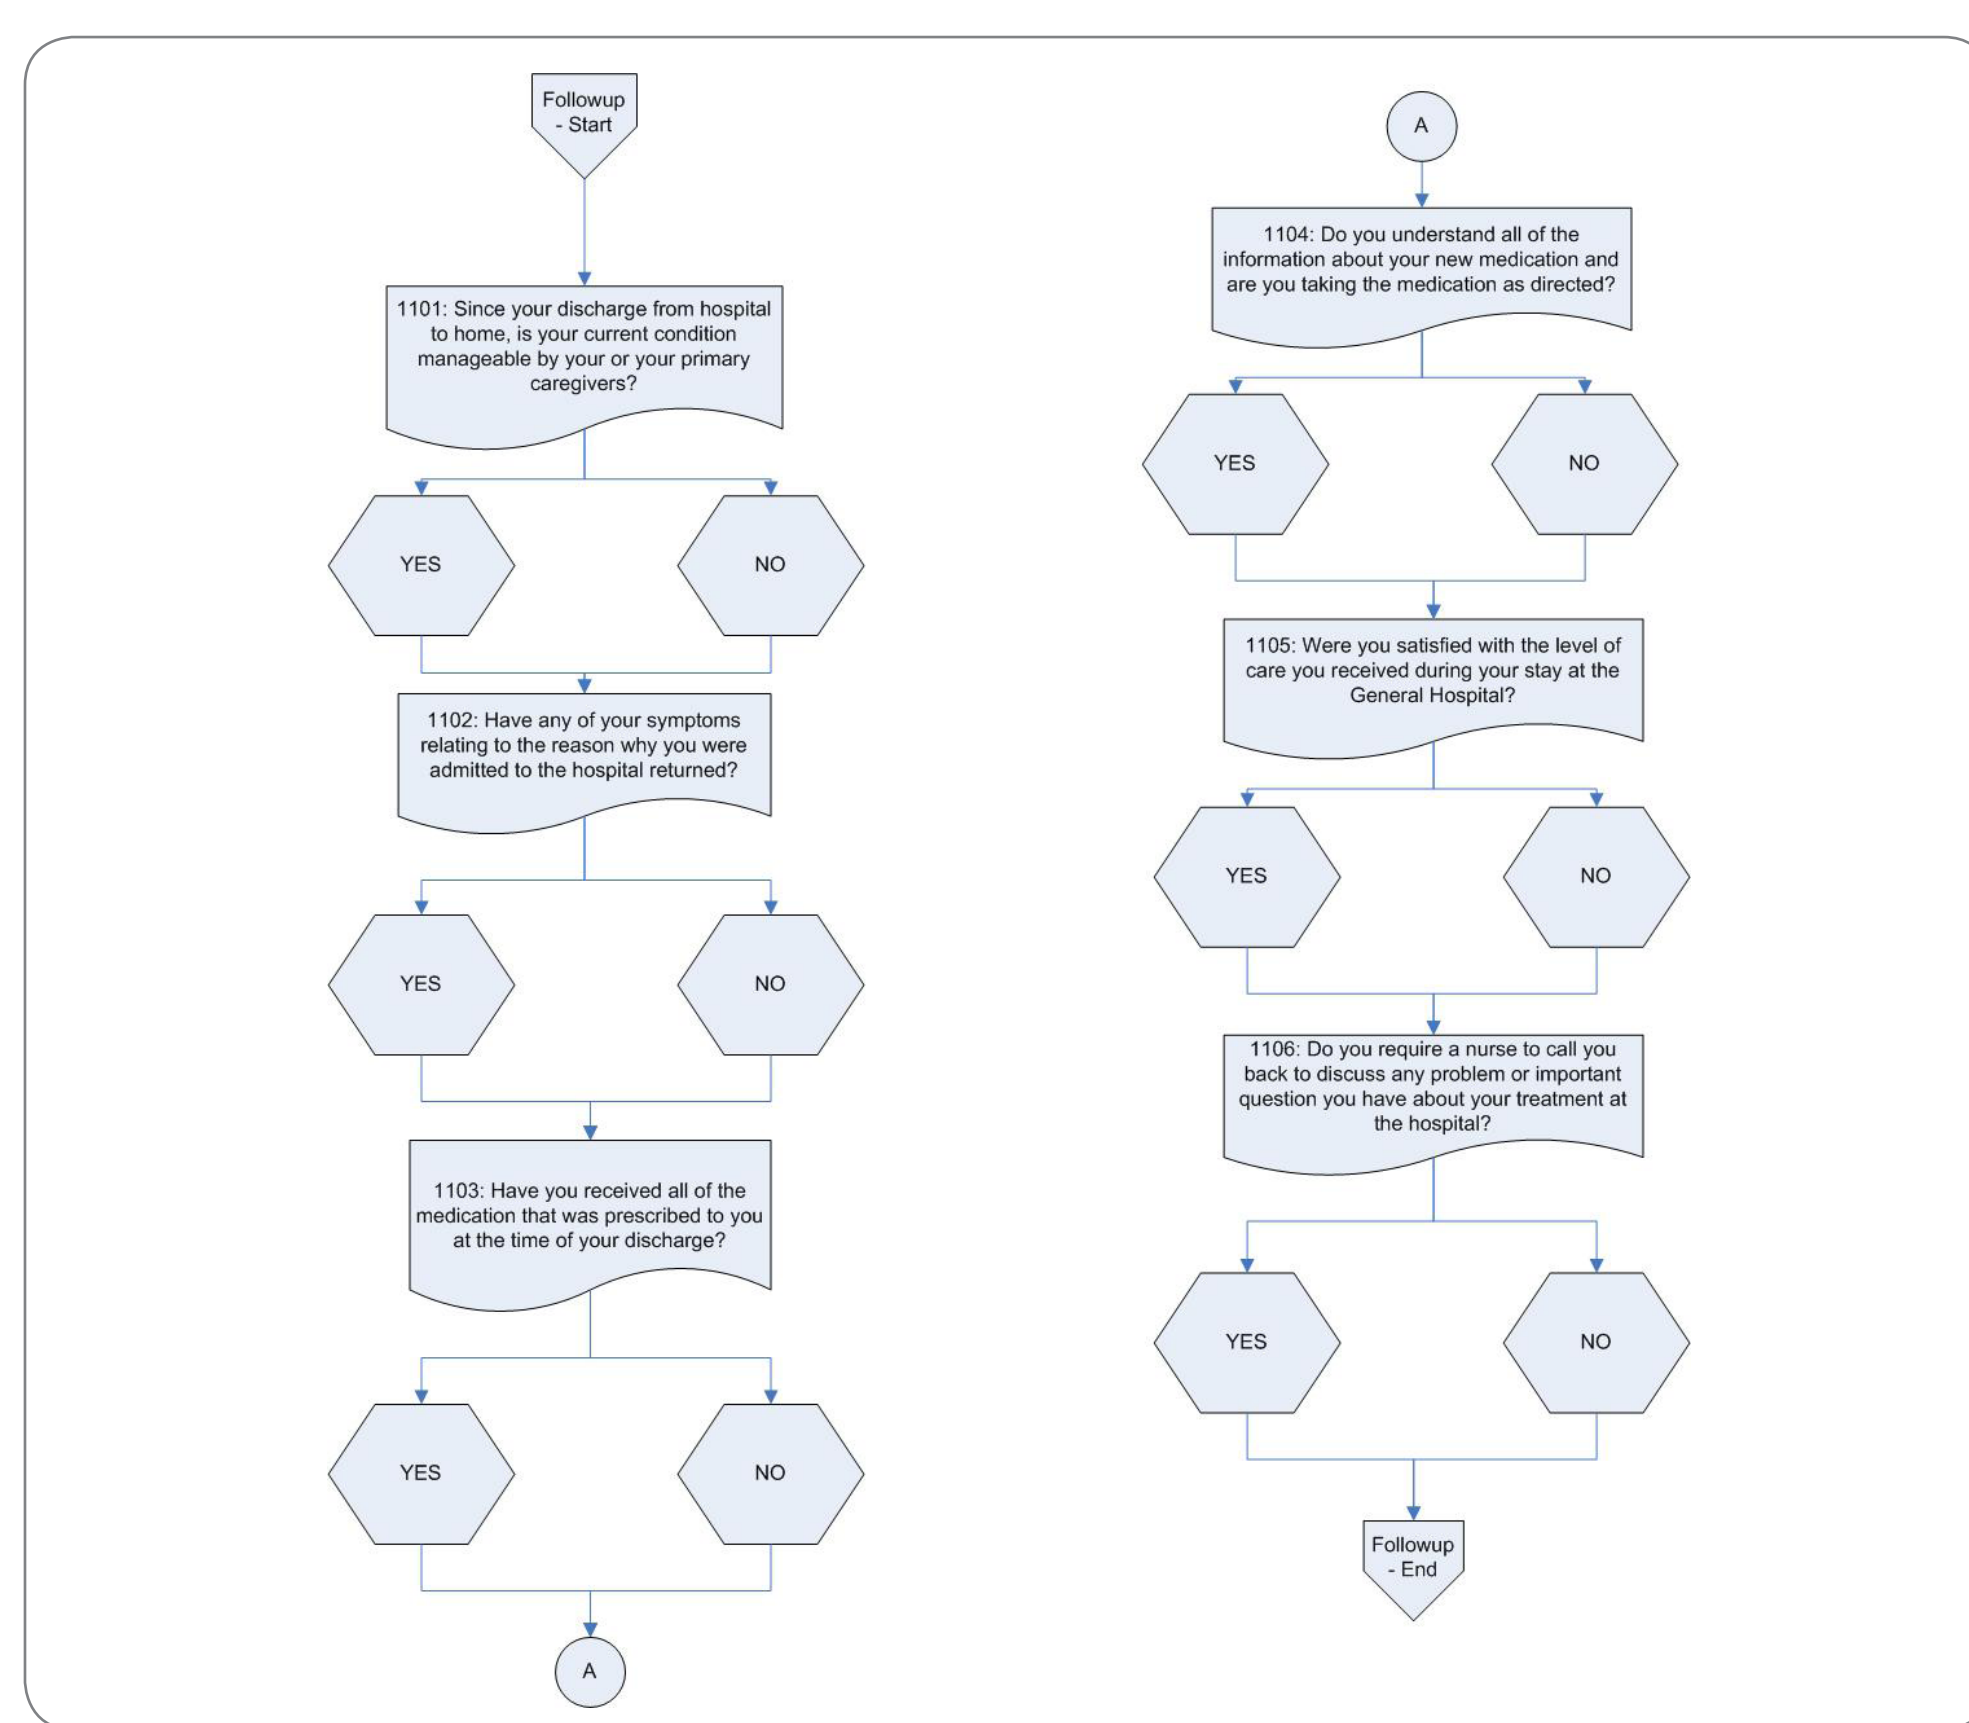 Followup
- Start
1101: Since your discharge from hospital
to home, is your current condition
manageable by your or your primary
caregivers?
YES
NO
1102: Have any of your symptoms
relating to the reason why you were
admitted to the hospital returned?
YES
NO
1103: Have you received all of the
medication that was prescribed to you
at the time of your discharge?
YES
NO
A
A
1104: Do you understand all of the
information about your new medication and
are you taking the medication as directed?
YES
NO
1105: Were you satisfied with the level of
care you received during your stay at the
General Hospital?
YES
NO
1106: Do you require a nurse to call you
back to discuss any problem or important
question you have about your treatment at
the hospital?
YES
NO
Followup
- End